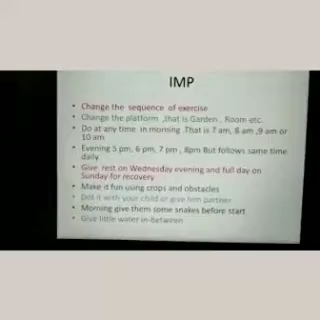 IMP
• Change the sequence of exercise
• Change the platform ,that is Garden , Room etc.
• Do at any time in morning .That is 7 am, 8 am ,9 am or
10 am
• Evening 5 pm, 6 pm, 7 pm , 8pm But follows same time
daily
• Give rest on Wednesday evening and full day on
Sunday for recovery
• Make it fun using crops and obstacles
• Do it with your child or give him partner
• Morning give them some snakes before start
• Give little water in-between